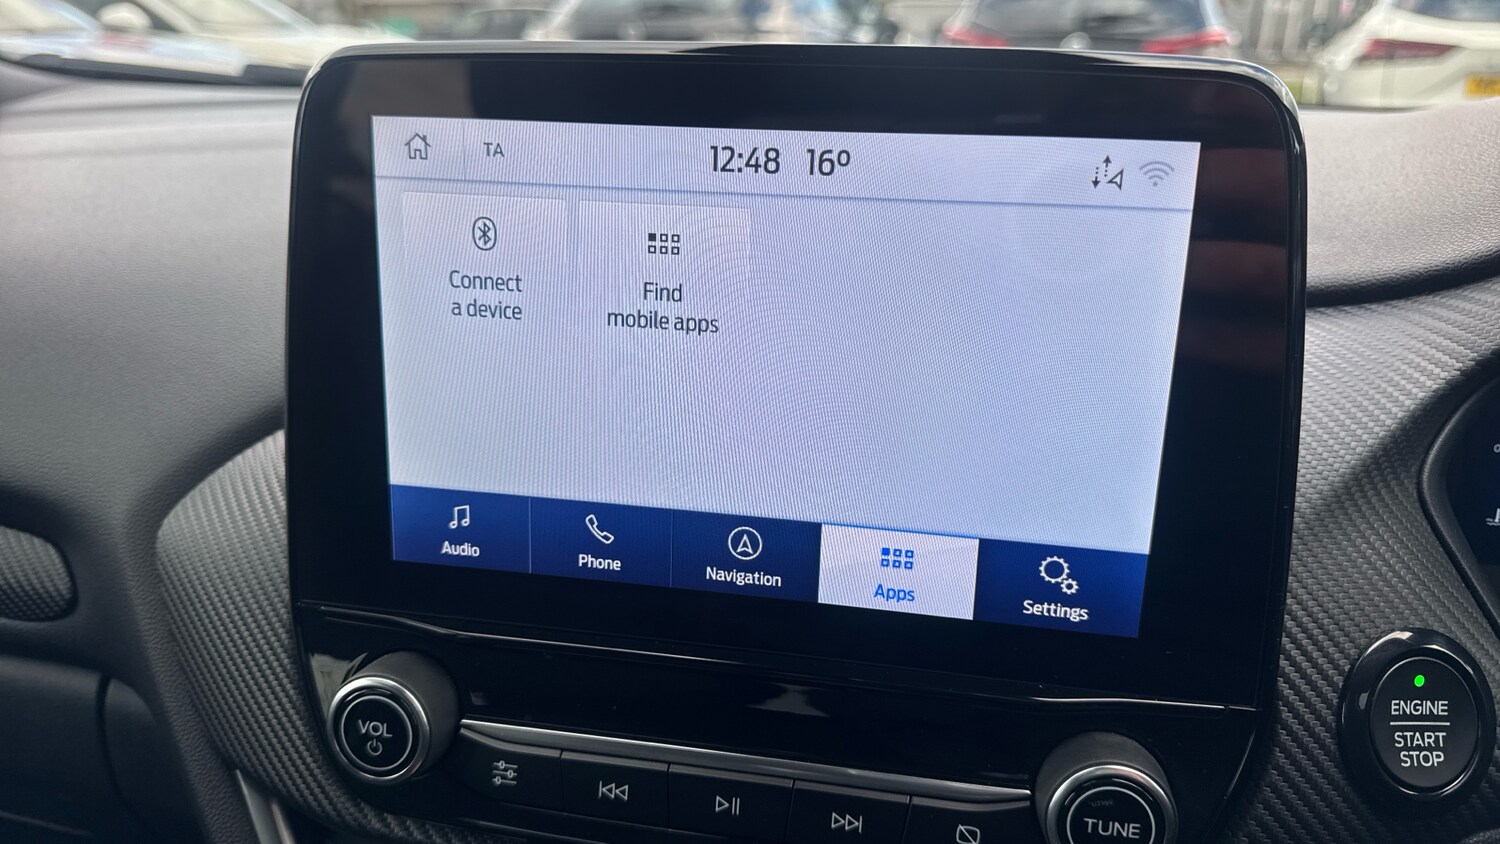 TA
12:48 16º
Connect
a device
Find
mobile apps
Audio
Phone
Navigation
Apps
Settings
VOL
TUNE
ENGINE
START
STOP